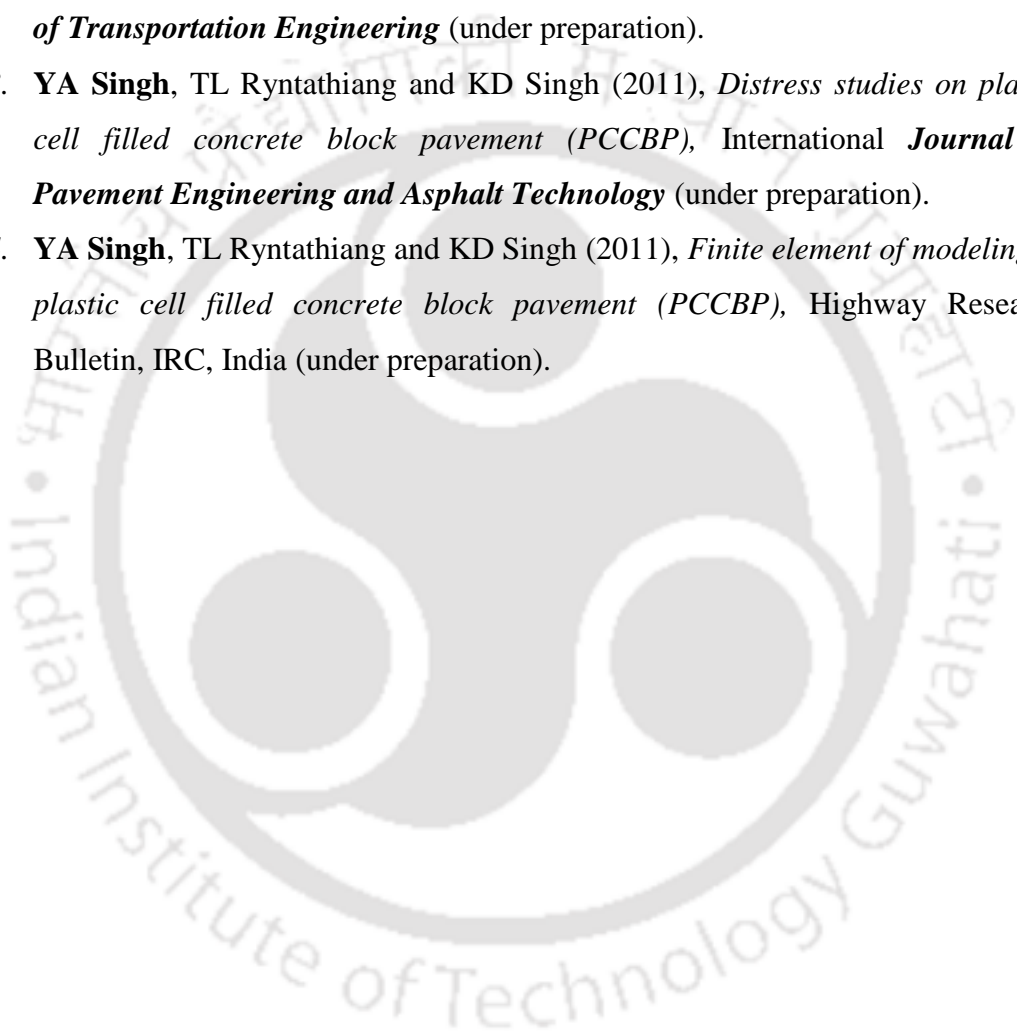 of Transportation Engineering (under preparation).
. YA Singh, TL Ryntathiang and KD Singh (2011), Distress studies on pla
cell filled concrete block pavement (PCCBP), International Journal
Pavement Engineering and Asphalt Technology (under preparation).
. YA Singh, TL Ryntathiang and KD Singh (2011), Finite element of modeling
plastic cell filled concrete block pavement (PCCBP), Highway Resea
Bulletin, IRC, India (under preparation).
Indian Institute of Technology Guwahati